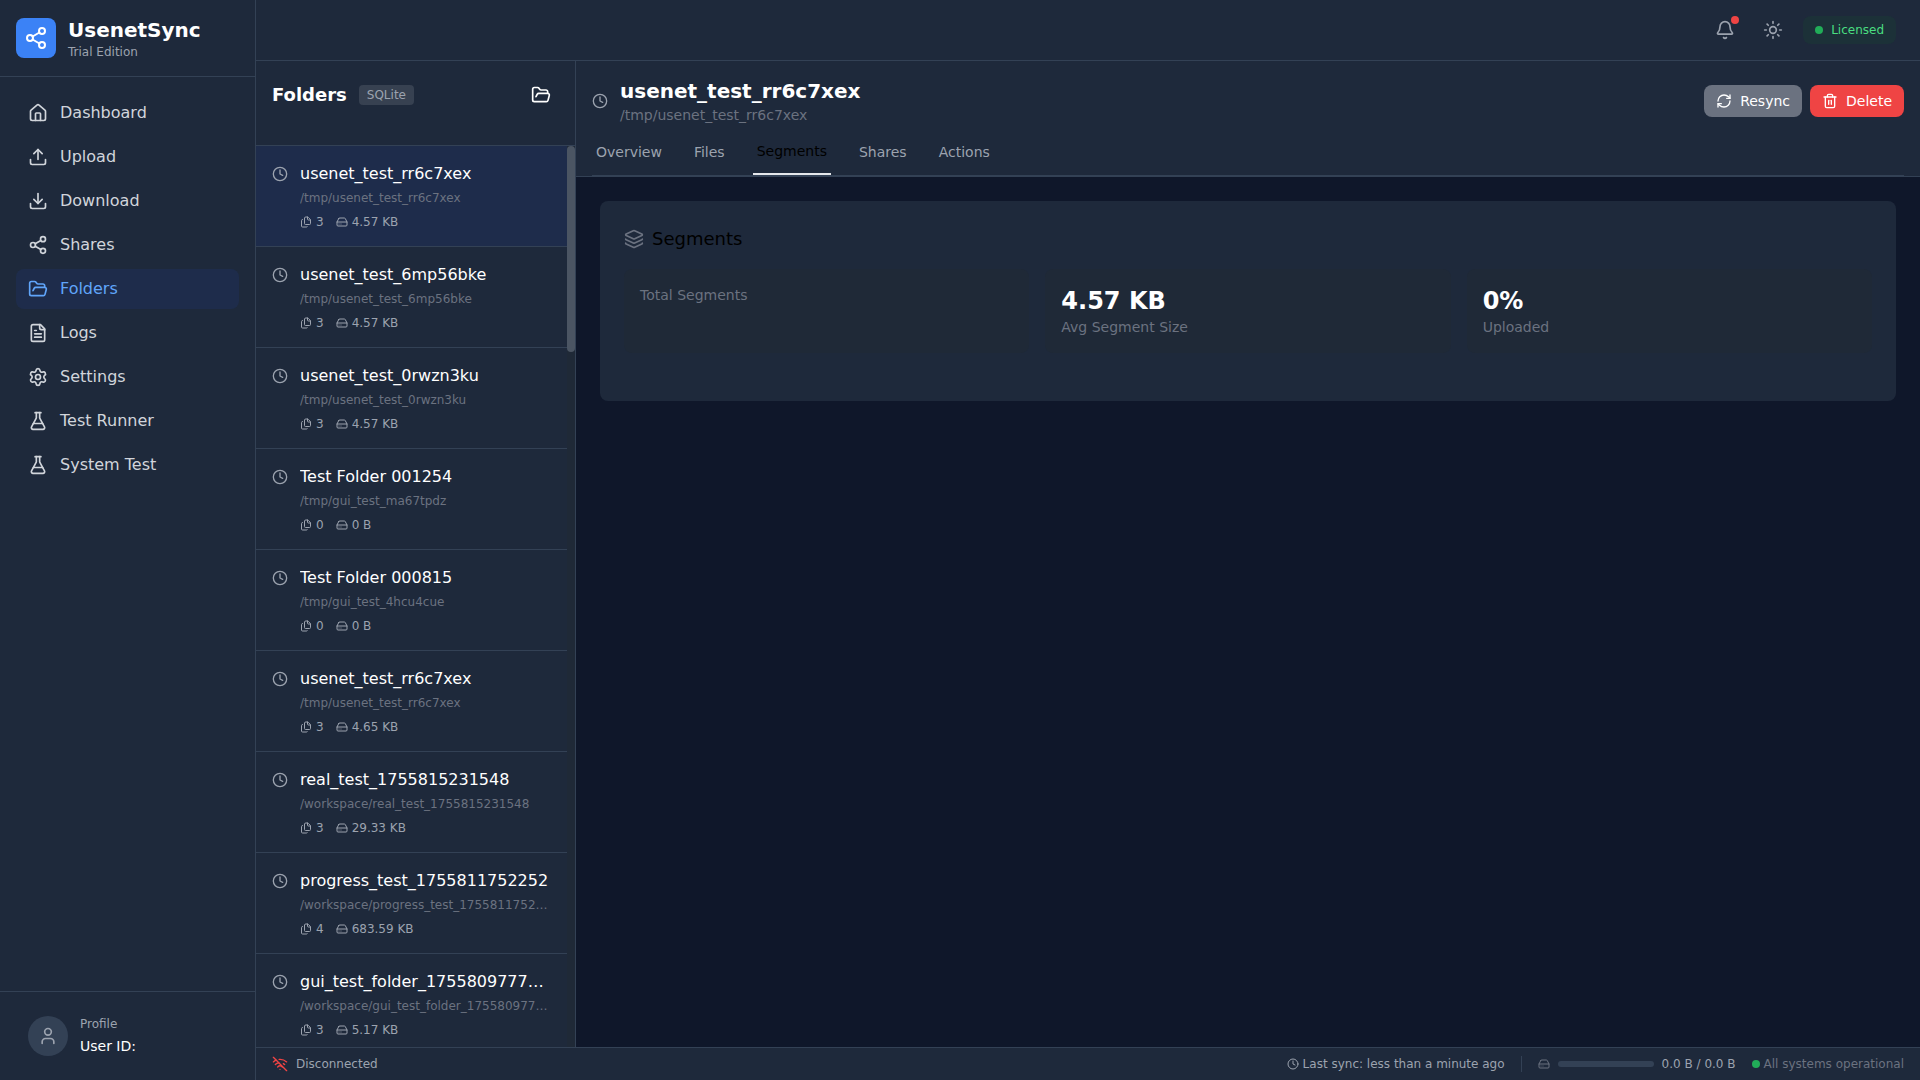 UsenetSync
Trial Edition
Dashboard
Upload
Download
Shares
Folders
Logs
Settings
Test Runner
System Test
Profile
User ID:
Licensed
Folders
SQLite
usenet_test_rr6c7xex
/tmp/usenet_test_rr6c7xex
3 4.57 KB
usenet_test_6mp56bke
/tmp/usenet_test_6mp56bke
3 4.57 KB
usenet_test_0rwzn3ku
/tmp/usenet_test_0rwzn3ku
3 4.57 KB
Test Folder 001254
/tmp/gui_test_ma67tpdz
0 0 B
Test Folder 000815
/tmp/gui_test_4hcu4cue
0 0 B
usenet_test_rr6c7xex
/tmp/usenet_test_rr6c7xex
3 4.65 KB
real_test_1755815231548
/workspace/real_test_1755815231548
3 29.33 KB
progress_test_1755811752252
/workspace/progress_test_1755811752...
4 683.59 KB
gui_test_folder_1755809777...
/workspace/gui_test_folder_175580977...
3 5.17 KB
usenet_test_rr6c7xex
/tmp/usenet_test_rr6c7xex
Resync
Delete
Overview Files Segments Shares Actions
Segments
Total Segments
4.57 KB
Avg Segment Size
0%
Uploaded
Disconnected
Last sync: less than a minute ago
0.0 B / 0.0 B
All systems operational